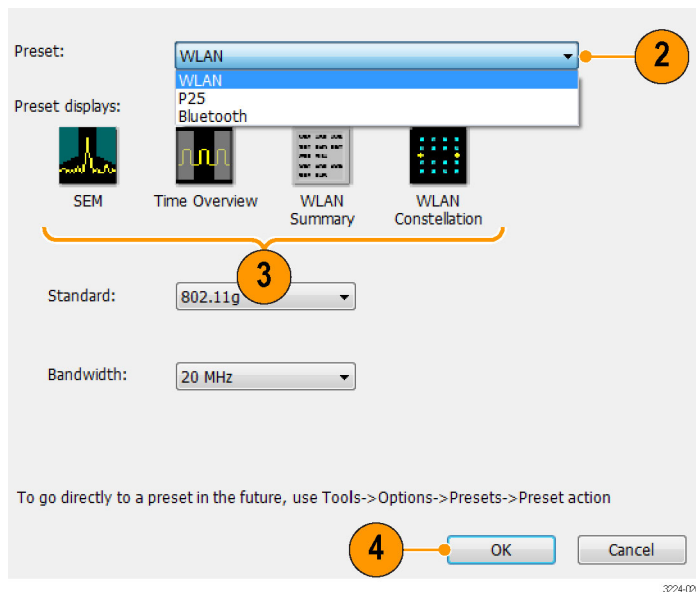 Preset:
WLAN
2
WLAN
P25
Bluetooth
Preset displays:
SEM
Time Overview
WLAN
Summary
WLAN
Constellation
3
Standard:
802.11g
Bandwidth:
20 MHz
To go directly to a preset in the future, use Tools->Options->Presets->Preset action
4
OK
Cancel